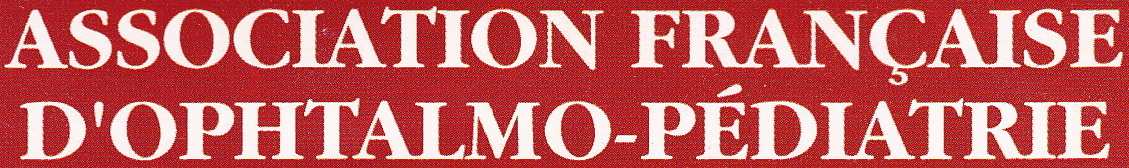 ASSOCIATION FRANÇAISE
D'OPHTALMO-PÉDIATRIE